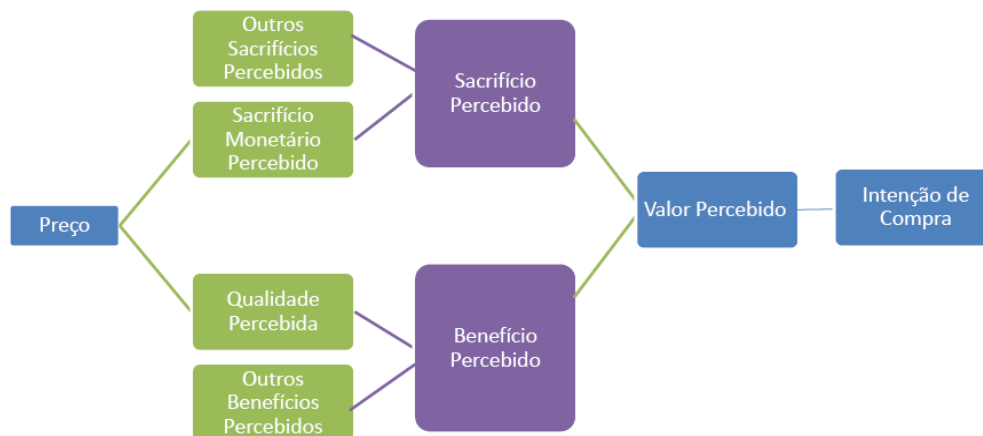 Outros
Sacrifícios
Percebidos
Sacrifício
Monetário
Percebido
Sacrifício
Percebido
Preço
Valor Percebido
Intenção de
Compra
Qualidade
Percebida
Outros
Benefícios
Percebidos
Benefício
Percebido